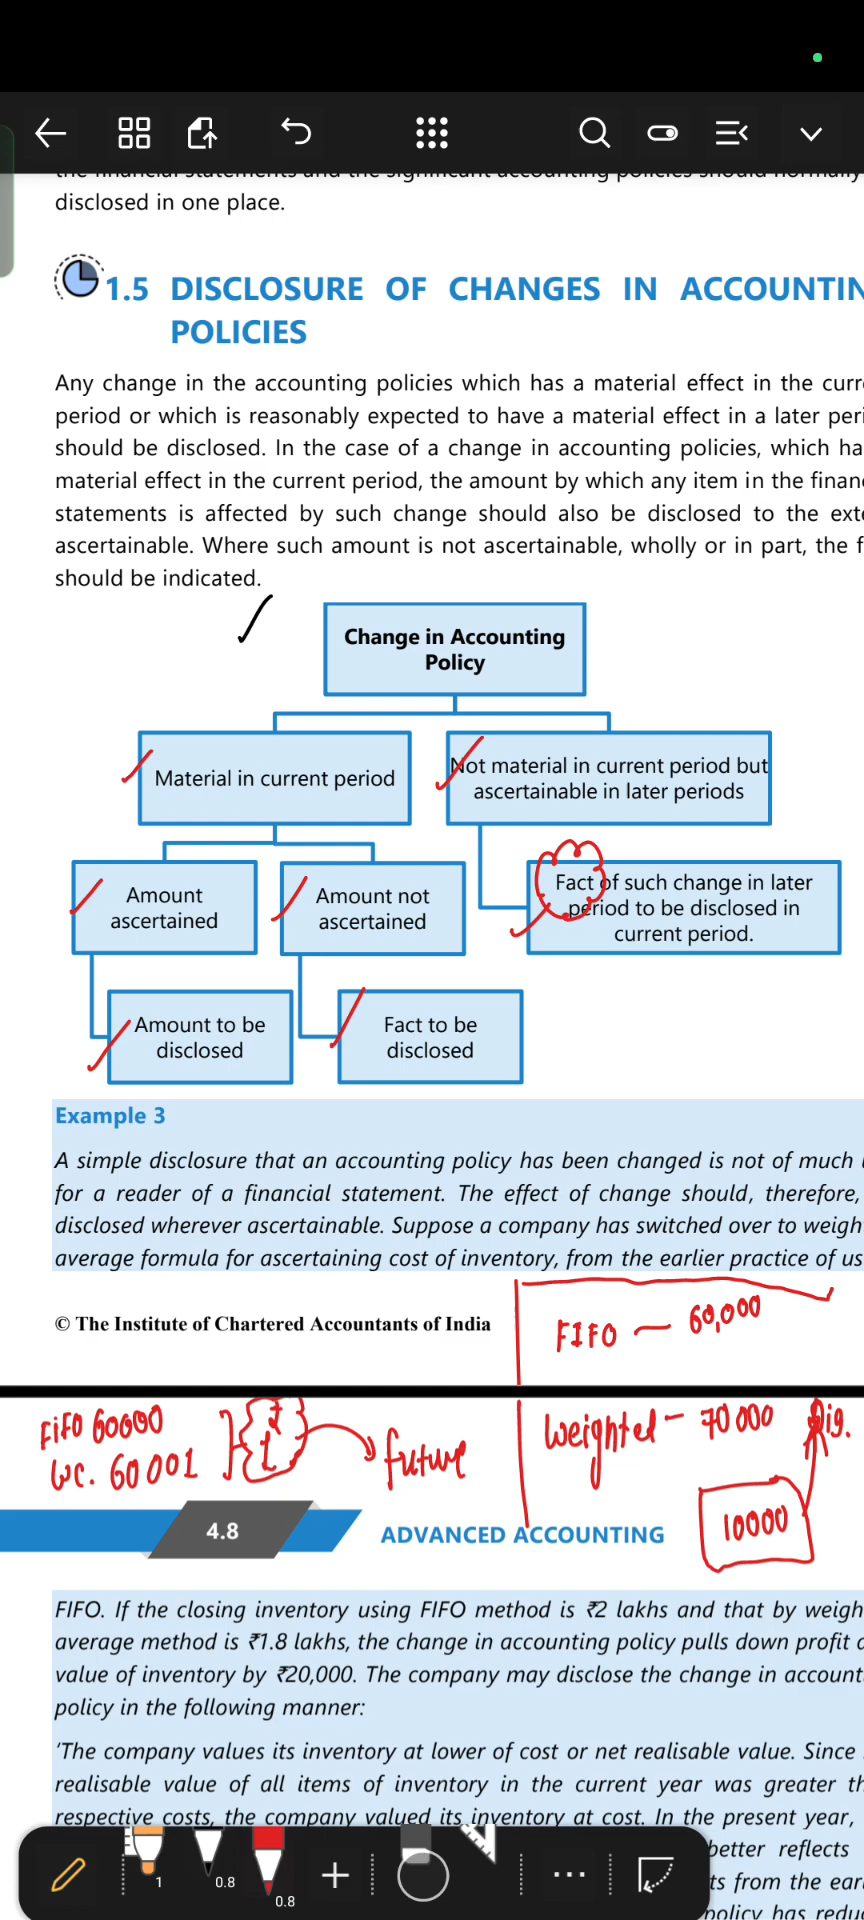 disclosed in one place.
1.5 DISCLOSURE OF CHANGES IN ACCOUNTIN
POLICIES
Any change in the accounting policies which has a material effect in the curr
period or which is reasonably expected to have a material effect in a later peri
should be disclosed. In the case of a change in accounting policies, which ha
material effect in the current period, the amount by which any item in the finan
statements is affected by such change should also be disclosed to the exte
ascertainable. Where such amount is not ascertainable, wholly or in part, the f
should be indicated.
Change in Accounting
Policy
Material in current period
Not material in current period but
ascertainable in later periods
Amount
ascertained
Amount not
ascertained
Fact of such change in later
period to be disclosed in
current period.
Amount to be
disclosed
Fact to be
disclosed
Example 3
A simple disclosure that an accounting policy has been changed is not of much
for a reader of a financial statement. The effect of change should, therefore,
disclosed wherever ascertainable. Suppose a company has switched over to weigh
average formula for ascertaining cost of inventory, from the earlier practice of us
© The Institute of Chartered Accountants of India
FIFO — 60,000
FiFO 60000
wc. 60001
future
Weighted - 70000
10000
4.8
ADVANCED ACCOUNTING
FIFO. If the closing inventory using FIFO method is ₹2 lakhs and that by weigh
average method is ₹1.8 lakhs, the change in accounting policy pulls down profit
value of inventory by ₹20,000. The company may disclose the change in account
policy in the following manner:
'The company values its inventory at lower of cost or net realisable value. Since
realisable value of all items of inventory in the current year was greater th
respective costs, the company valued its inventory at cost. In the present year,
better reflects
ts from the ear
policy has redu
1
0.8
0.8